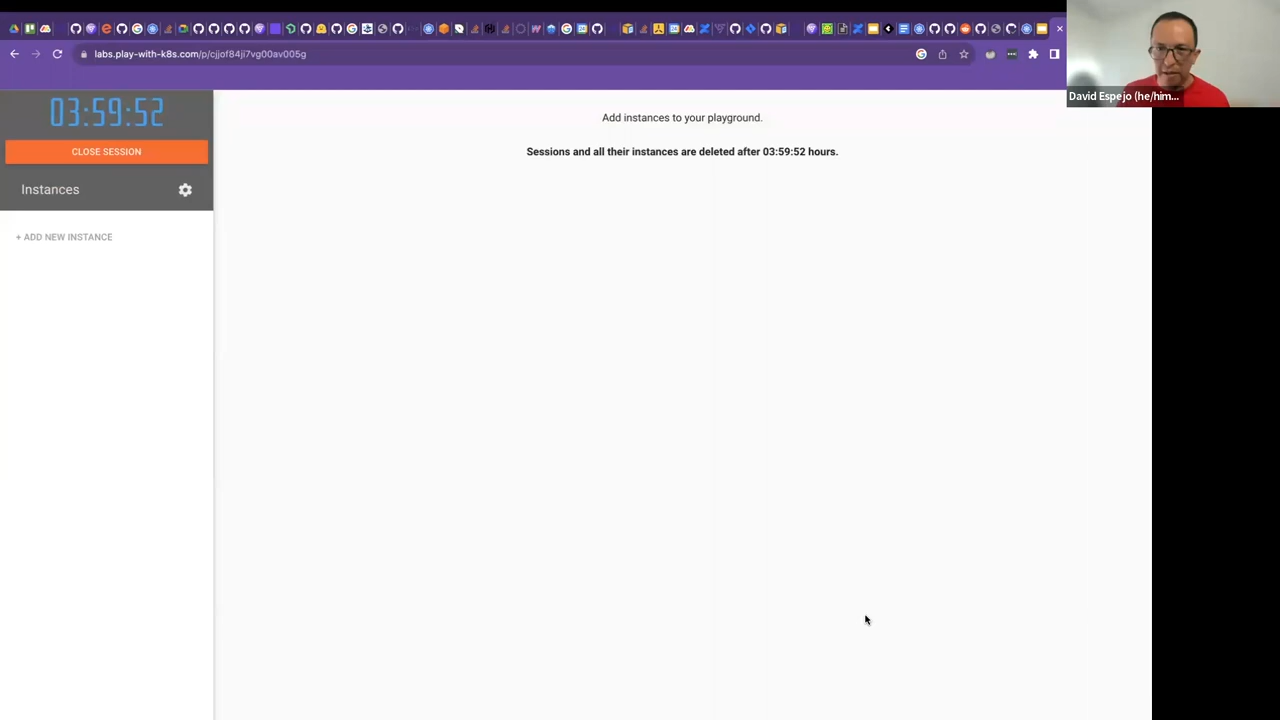 labs.play-with-k8s.com/p/cjjof84ji7vg00av005g
David Espejo (he/him...
03:59:52
CLOSE SESSION
Instances
+ ADD NEW INSTANCE
Add instances to your playground.
Sessions and all their instances are deleted after 03:59:52 hours.